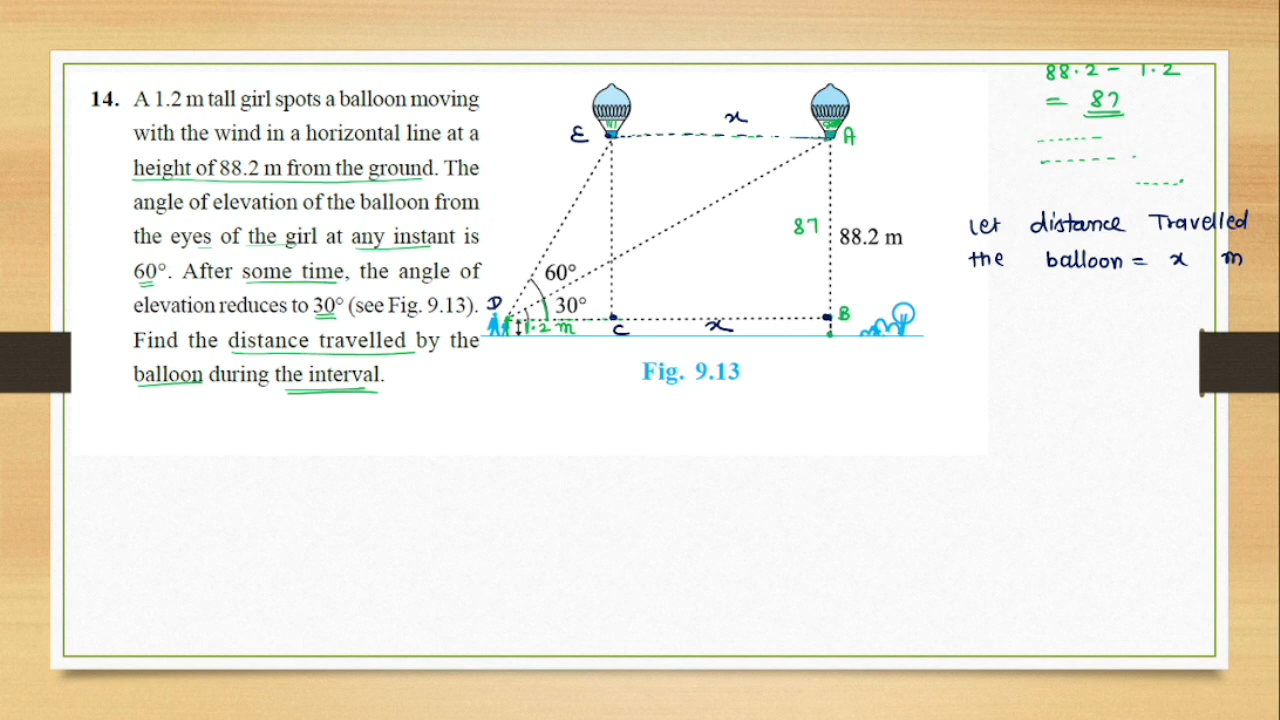 14. A 1.2 m tall girl spots a balloon moving
with the wind in a horizontal line at a
height of 88.2 m from the ground. The
angle of elevation of the balloon from
the eyes of the girl at any instant is
60°. After some time, the angle of
elevation reduces to 30° (see Fig. 9.13).
Find the distance travelled by the
balloon during the interval.
E
x
A
87
88.2 m
60°
30°
D
1.2 m
C
x
B
Fig. 9.13
88.2 - 1.2
= 87
Let distance Travelled
the balloon = x m